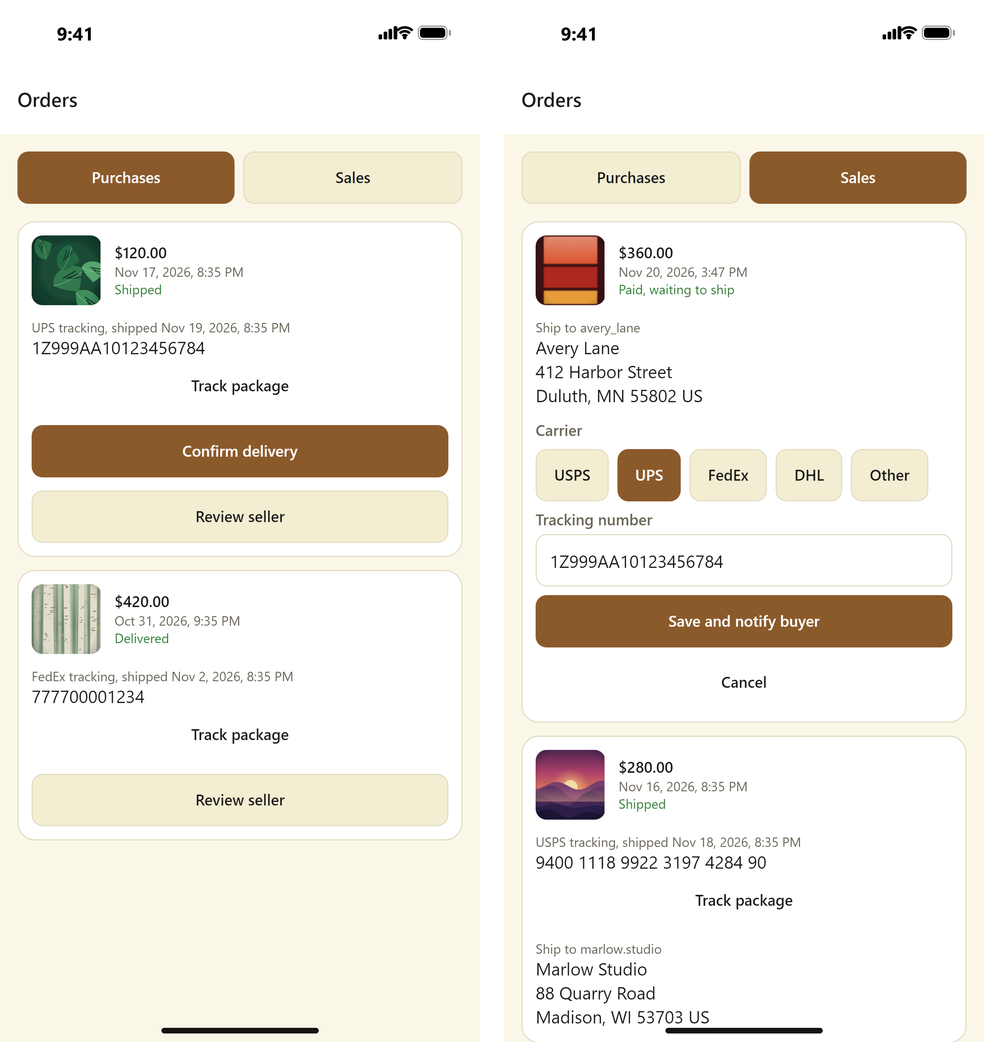 9:41
Orders
Purchases
Sales
$120.00
Nov 17, 2026, 8:35 PM
Shipped
UPS tracking, shipped Nov 19, 2026, 8:35 PM
1Z999AA10123456784
Track package
Confirm delivery
Review seller
$420.00
Oct 31, 2026, 9:35 PM
Delivered
FedEx tracking, shipped Nov 2, 2026, 8:35 PM
777700001234
Track package
Review seller
9:41
Orders
Purchases
Sales
$360.00
Nov 20, 2026, 3:47 PM
Paid, waiting to ship
Ship to avery_lane
Avery Lane
412 Harbor Street
Duluth, MN 55802 US
Carrier
USPS
UPS
FedEx
DHL
Other
Tracking number
1Z999AA10123456784
Save and notify buyer
Cancel
$280.00
Nov 16, 2026, 8:35 PM
Shipped
USPS tracking, shipped Nov 18, 2026, 8:35 PM
9400 1118 9922 3197 4284 90
Track package
Ship to marlow.studio
Marlow Studio
88 Quarry Road
Madison, WI 53703 US